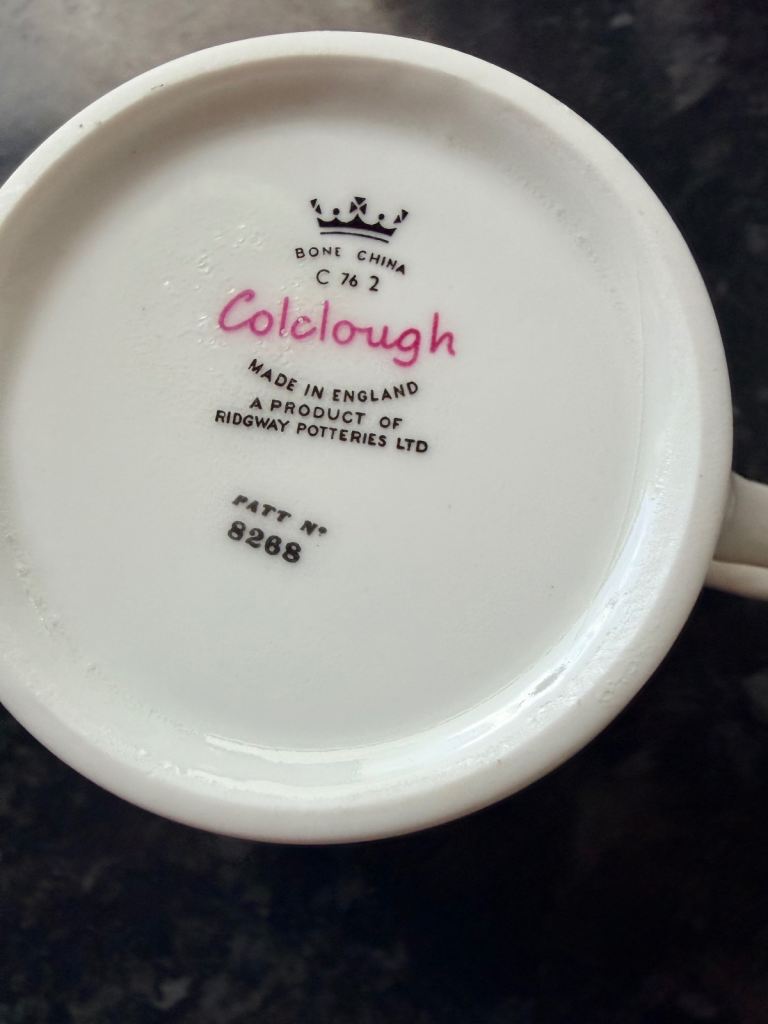 BONE CHINA
C 76 2
Colclough
MADE IN ENGLAND
A PRODUCT OF
RIDGWAY POTTERIES LTD
PATT Nº
8268